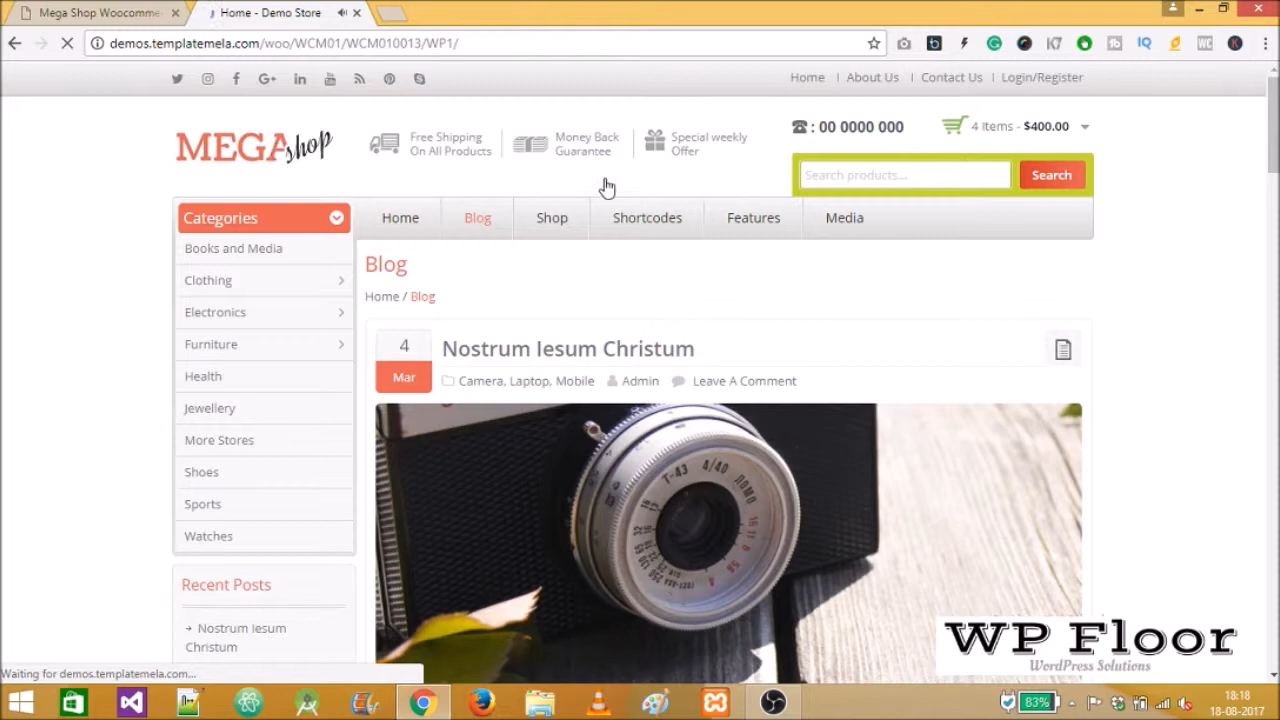 Mega Shop Woocomme
Home - Demo Store
demos.templatemela.com/woo/WCM01/WCM010013/WP1/
Home | About Us | Contact Us | Login/Register
MEGA shop
Free Shipping
On All Products
Money Back
Guarantee
Special weekly
Offer
: 00 0000 000
4 Items - $400.00
Search products...
Search
Categories
Home
Blog
Shop
Shortcodes
Features
Media
Books and Media
Clothing
Electronics
Furniture
Health
Jewellery
More Stores
Shoes
Sports
Watches
Recent Posts
Nostrum Iesum
Christum
Blog
Home / Blog
4
Mar
Nostrum Iesum Christum
Camera, Laptop, Mobile
Admin
Leave A Comment
T-43 4/40 ЛОМО
WP Floor
WordPress Solutions
Waiting for demos.templatemela.com...
83%
18:18
18-08-2017